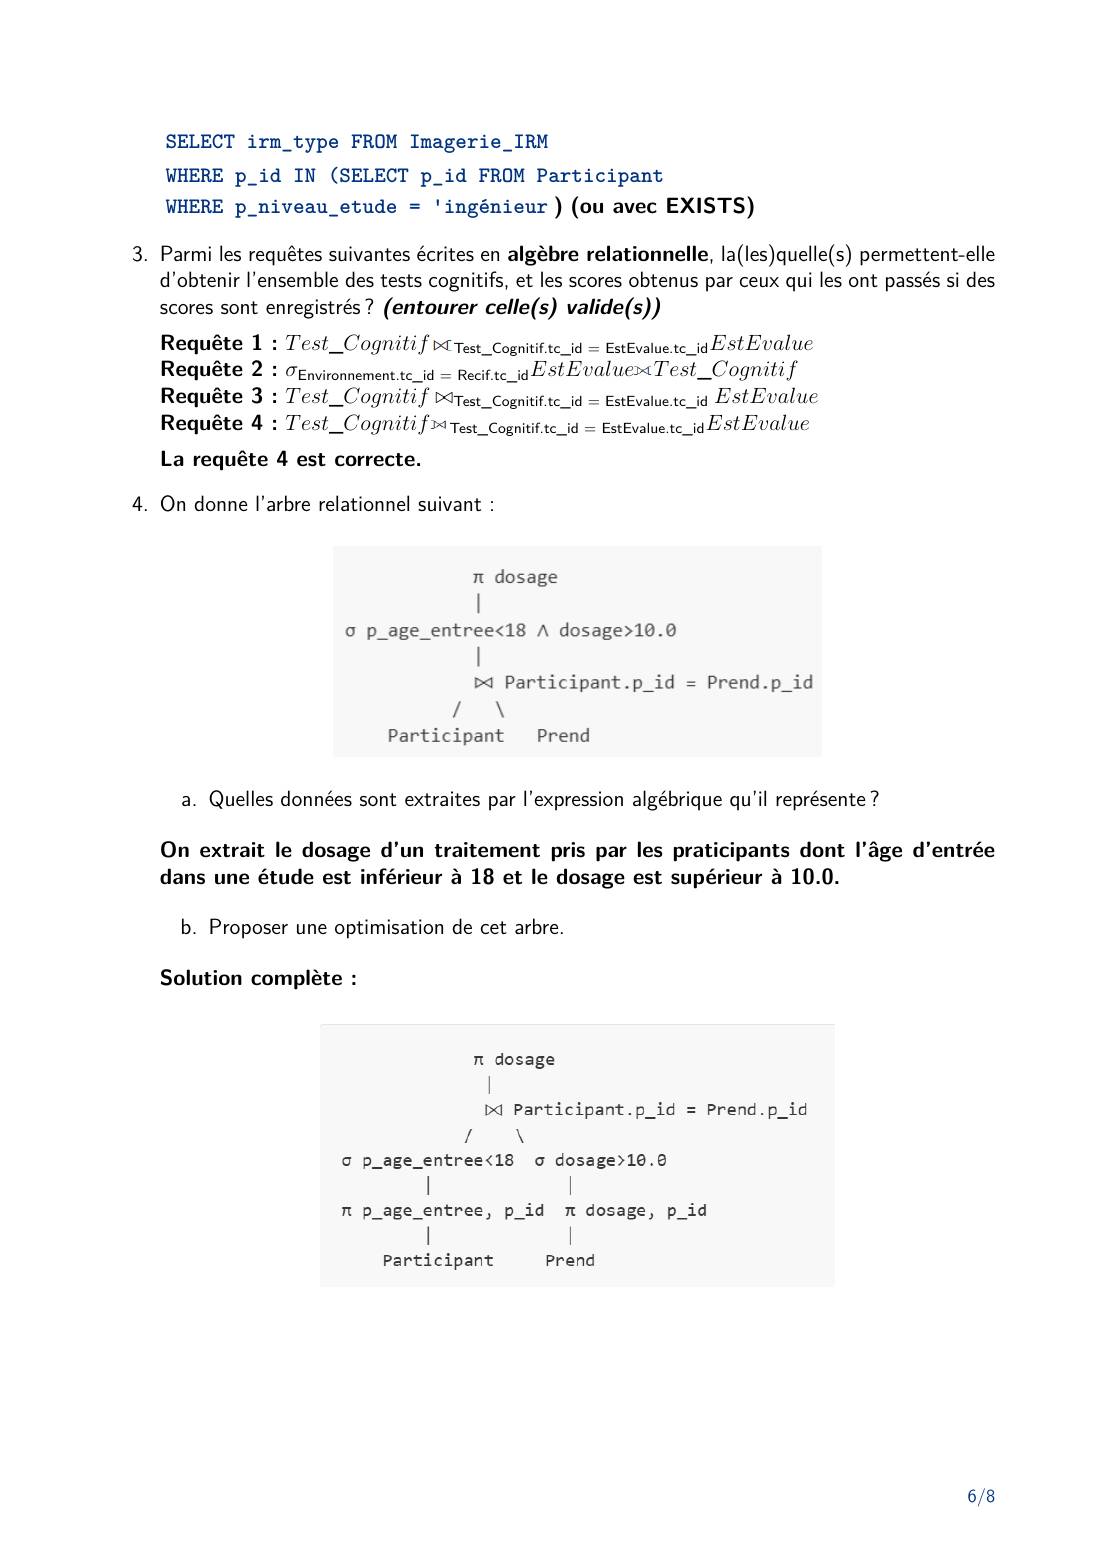 SELECT irm_type FROM Imagerie_IRM
WHERE p_id IN (SELECT p_id FROM Participant
WHERE p_niveau_etude = 'ingénieur ) (ou avec EXISTS)
3. Parmi les requêtes suivantes écrites en algèbre relationnelle, la(les)quelle(s) permettent-elle
d'obtenir l'ensemble des tests cognitifs, et les scores obtenus par ceux qui les ont passés si des
scores sont enregistrés ? (entourer celle(s) valide(s))
Requête 1 : Test_Cognitif ⋉ Test_Cognitif.tc_id = EstEvalue.tc_id EstEvalue
Requête 2 : σ Environnement.tc_id = Recif.tc_id EstEvalue⋈Test_Cognitif
Requête 3 : Test_Cognitif ⋈ Test_Cognitif.tc_id = EstEvalue.tc_id EstEvalue
Requête 4 : Test_Cognitif ⟕ Test_Cognitif.tc_id = EstEvalue.tc_id EstEvalue
La requête 4 est correcte.
4. On donne l'arbre relationnel suivant :
π dosage
|
σ p_age_entree<18 ∧ dosage>10.0
|
⋈ Participant.p_id = Prend.p_id
/ \
Participant Prend
a. Quelles données sont extraites par l'expression algébrique qu'il représente ?
On extrait le dosage d'un traitement pris par les praticipants dont l'âge d'entrée
dans une étude est inférieur à 18 et le dosage est supérieur à 10.0.
b. Proposer une optimisation de cet arbre.
Solution complète :
π dosage
|
⋈ Participant.p_id = Prend.p_id
/ \
σ p_age_entree<18 σ dosage>10.0
| |
π p_age_entree, p_id π dosage, p_id
| |
Participant Prend
6/8